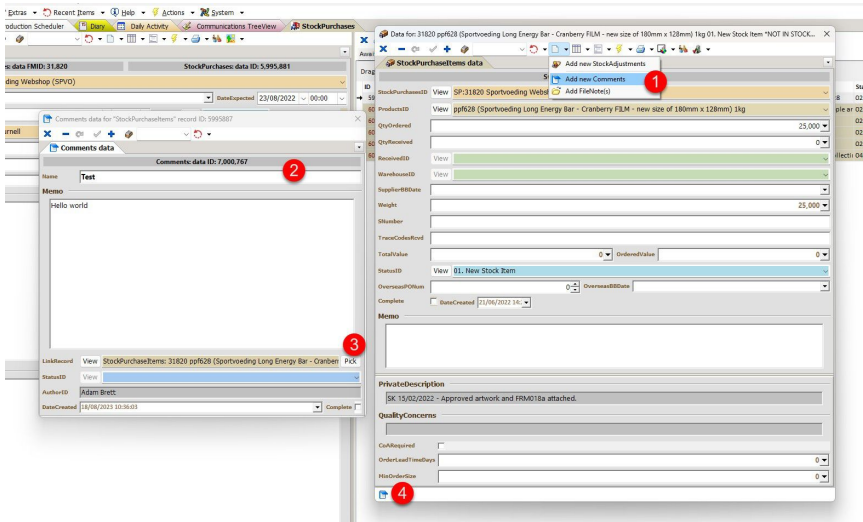 Extras Recent Items Help Actions System
oduction Scheduler Diary Daily Activity Communications TreeView StockPurchases
s: data FMID: 31,820 StockPurchases: data ID: 5,995.881
ding Webshop (SPVO)
DateExpected 23/08/2022 00:00
rnell
Comments data for "StockPurchaseItems" record ID: 5995887
Comments data
Comments: data ID: 7,000,767
2
Name Test
Memo
Hello world
3
LinkRecord View StockPurchaseItems: 31820 ppf628 (Sportvoeding Long Energy Bar - Cranberr Pick
StatusID View
AuthorID Adam Brett
DateCreated 18/08/2023 10:36:03 Complete
Data for: 31820 ppf628 (Sportvoeding Long Energy Bar - Cranberry FILM - new size of 180mm x 128mm) 1kg 01. New Stock Item *NOT IN STOCK...
StockPurchaseItems data
Add new StockAdjustments
Add new Comments
Add FileNote(s)
1
StockPurchasesID View SP:31820 Sportvoeding Webs
ProductsID View ppf628 (Sportvoeding Long Energy Bar - Cranberry FILM - new size of 180mm x 128mm) 1kg
QtyOrdered 25,000
QtyReceived 0
ReceivedID View
WarehouseID View
SupplierBBDate
Weight 25,000
SNumber
TraceCodesRcvd
TotalValue 0 OrderedValue 0
StatusID View 01. New Stock Item
OverseasPONum 0 OverseasBBDate
Complete DateCreated 21/06/2022 14:
Memo
PrivateDescription
SK 15/02/2022 - Approved artwork and FRM018a attached.
QualityConcerns
CoARequired
OrderLeadTimeDays 0
MinOrderSize 0
4